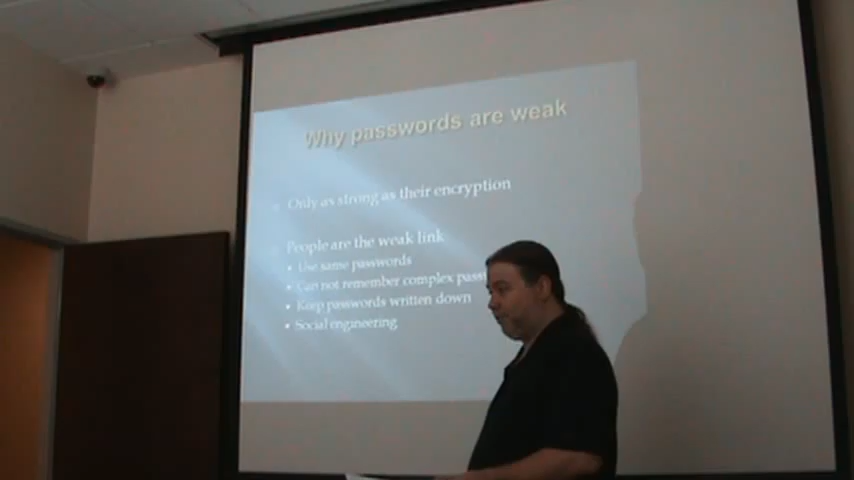 Why passwords are weak
Only as strong as their encryption
People are the weak link
Use same passwords
Can not remember complex pass
Keep passwords written down
Social engineering